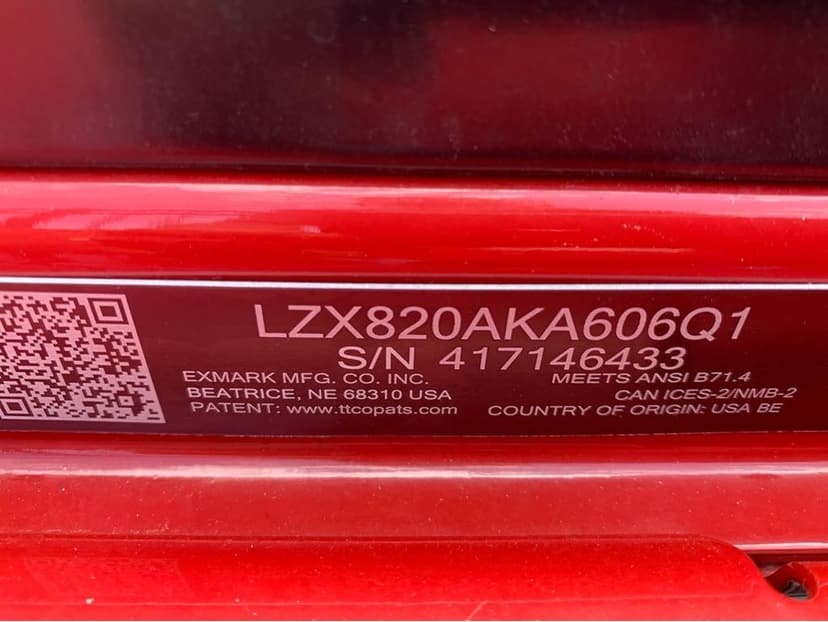 LZX820AKA606Q1
S/N 417146433
EXMARK MFG. CO. INC.
MEETS ANSI B71.4
BEATRICE, NE 68310 USA
CAN ICES-2/NMB-2
PATENT: www.ttcopats.com
COUNTRY OF ORIGIN: USA BE